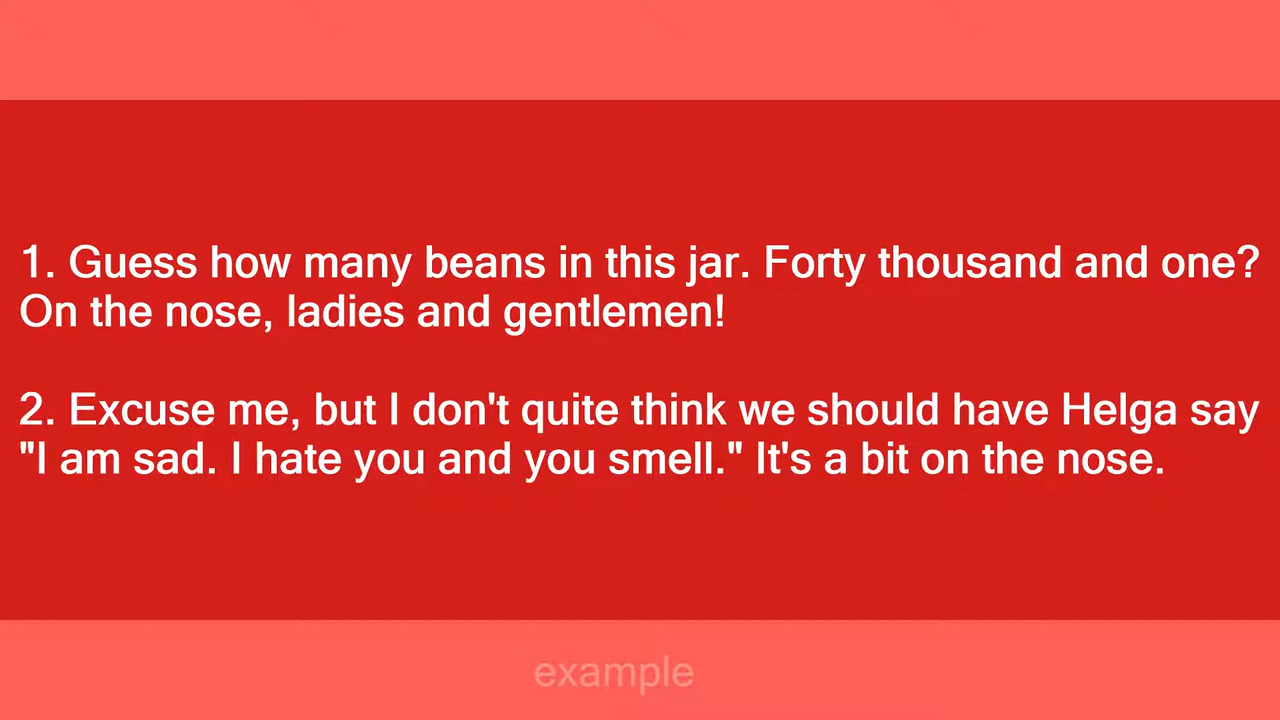 1. Guess how many beans in this jar. Forty thousand and one?
On the nose, ladies and gentlemen!
2. Excuse me, but I don't quite think we should have Helga say
"I am sad. I hate you and you smell." It's a bit on the nose.
example